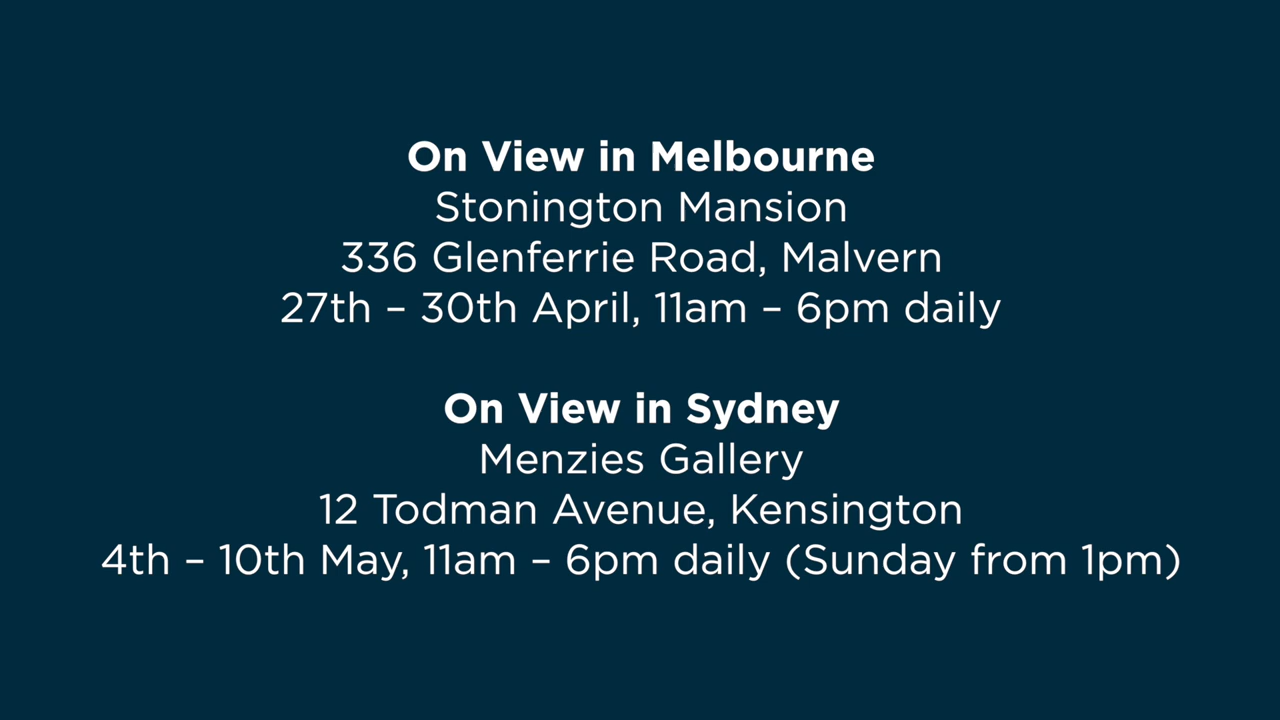 On View in Melbourne
Stonington Mansion
336 Glenferrie Road, Malvern
27th – 30th April, 11am – 6pm daily
On View in Sydney
Menzies Gallery
12 Todman Avenue, Kensington
4th – 10th May, 11am – 6pm daily (Sunday from 1pm)